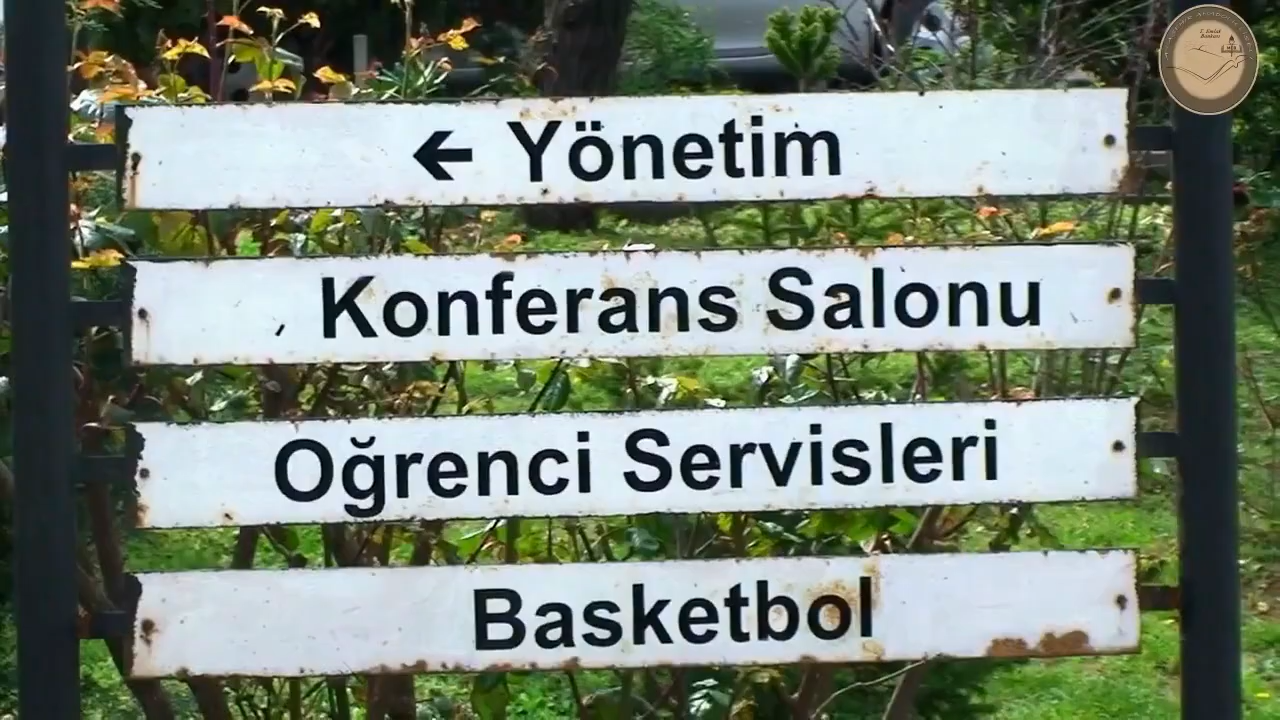 ← Yönetim
Konferans Salonu
Oğrenci Servisleri
Basketbol